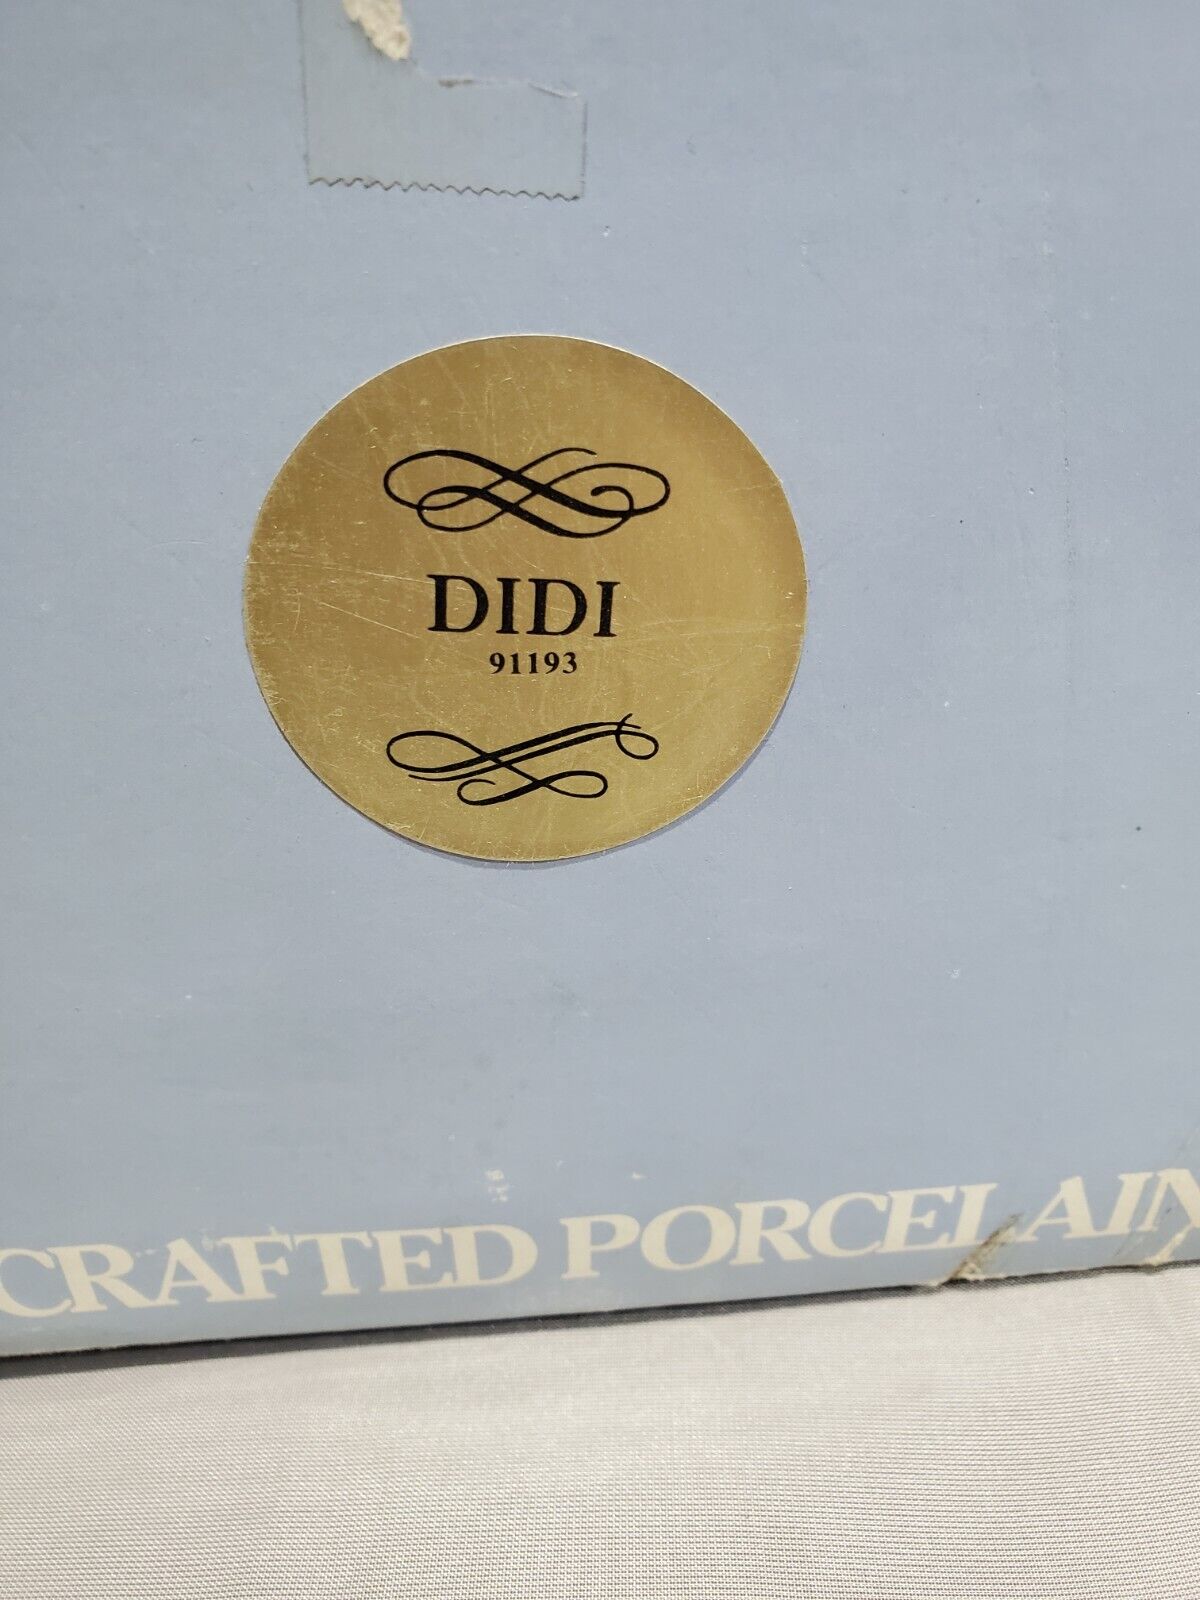 DIDI
91193
CRAFTED PORCELAIN